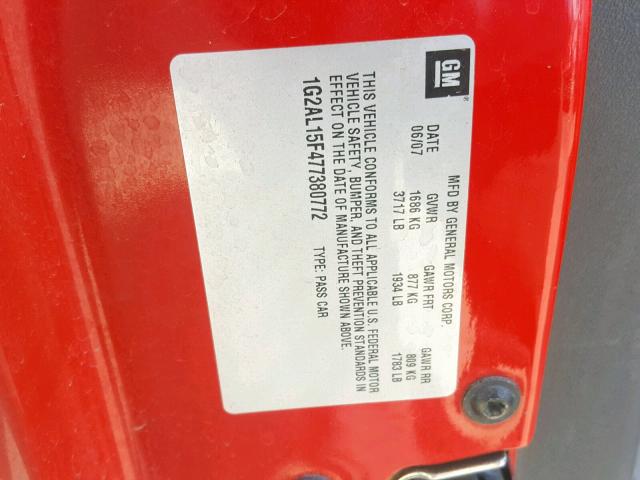 GM
MFD BY GENERAL MOTORS CORP.
DATE GVWR GAWR FRT GAWR RR
06/07 1686 KG 877 KG 809 KG
3717 LB 1934 LB 1783 LB
THIS VEHICLE CONFORMS TO ALL APPLICABLE U.S. FEDERAL MOTOR
VEHICLE SAFETY, BUMPER, AND THEFT PREVENTION STANDARDS IN
EFFECT ON THE DATE OF MANUFACTURE SHOWN ABOVE.
1G2AL15F477380772 TYPE: PASS CAR